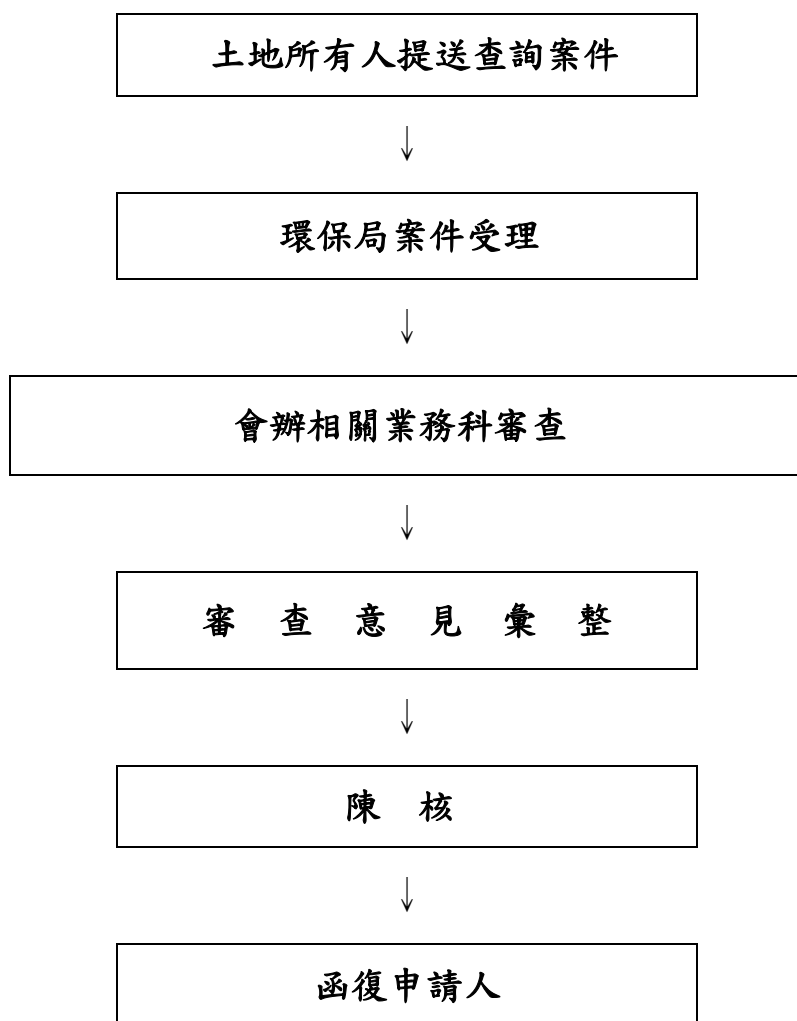 土地所有人提送查詢案件
↓
環保局案件受理
↓
會辦相關業務科審查
↓
審　查　意　見　彙　整
↓
陳　核
↓
函復申請人